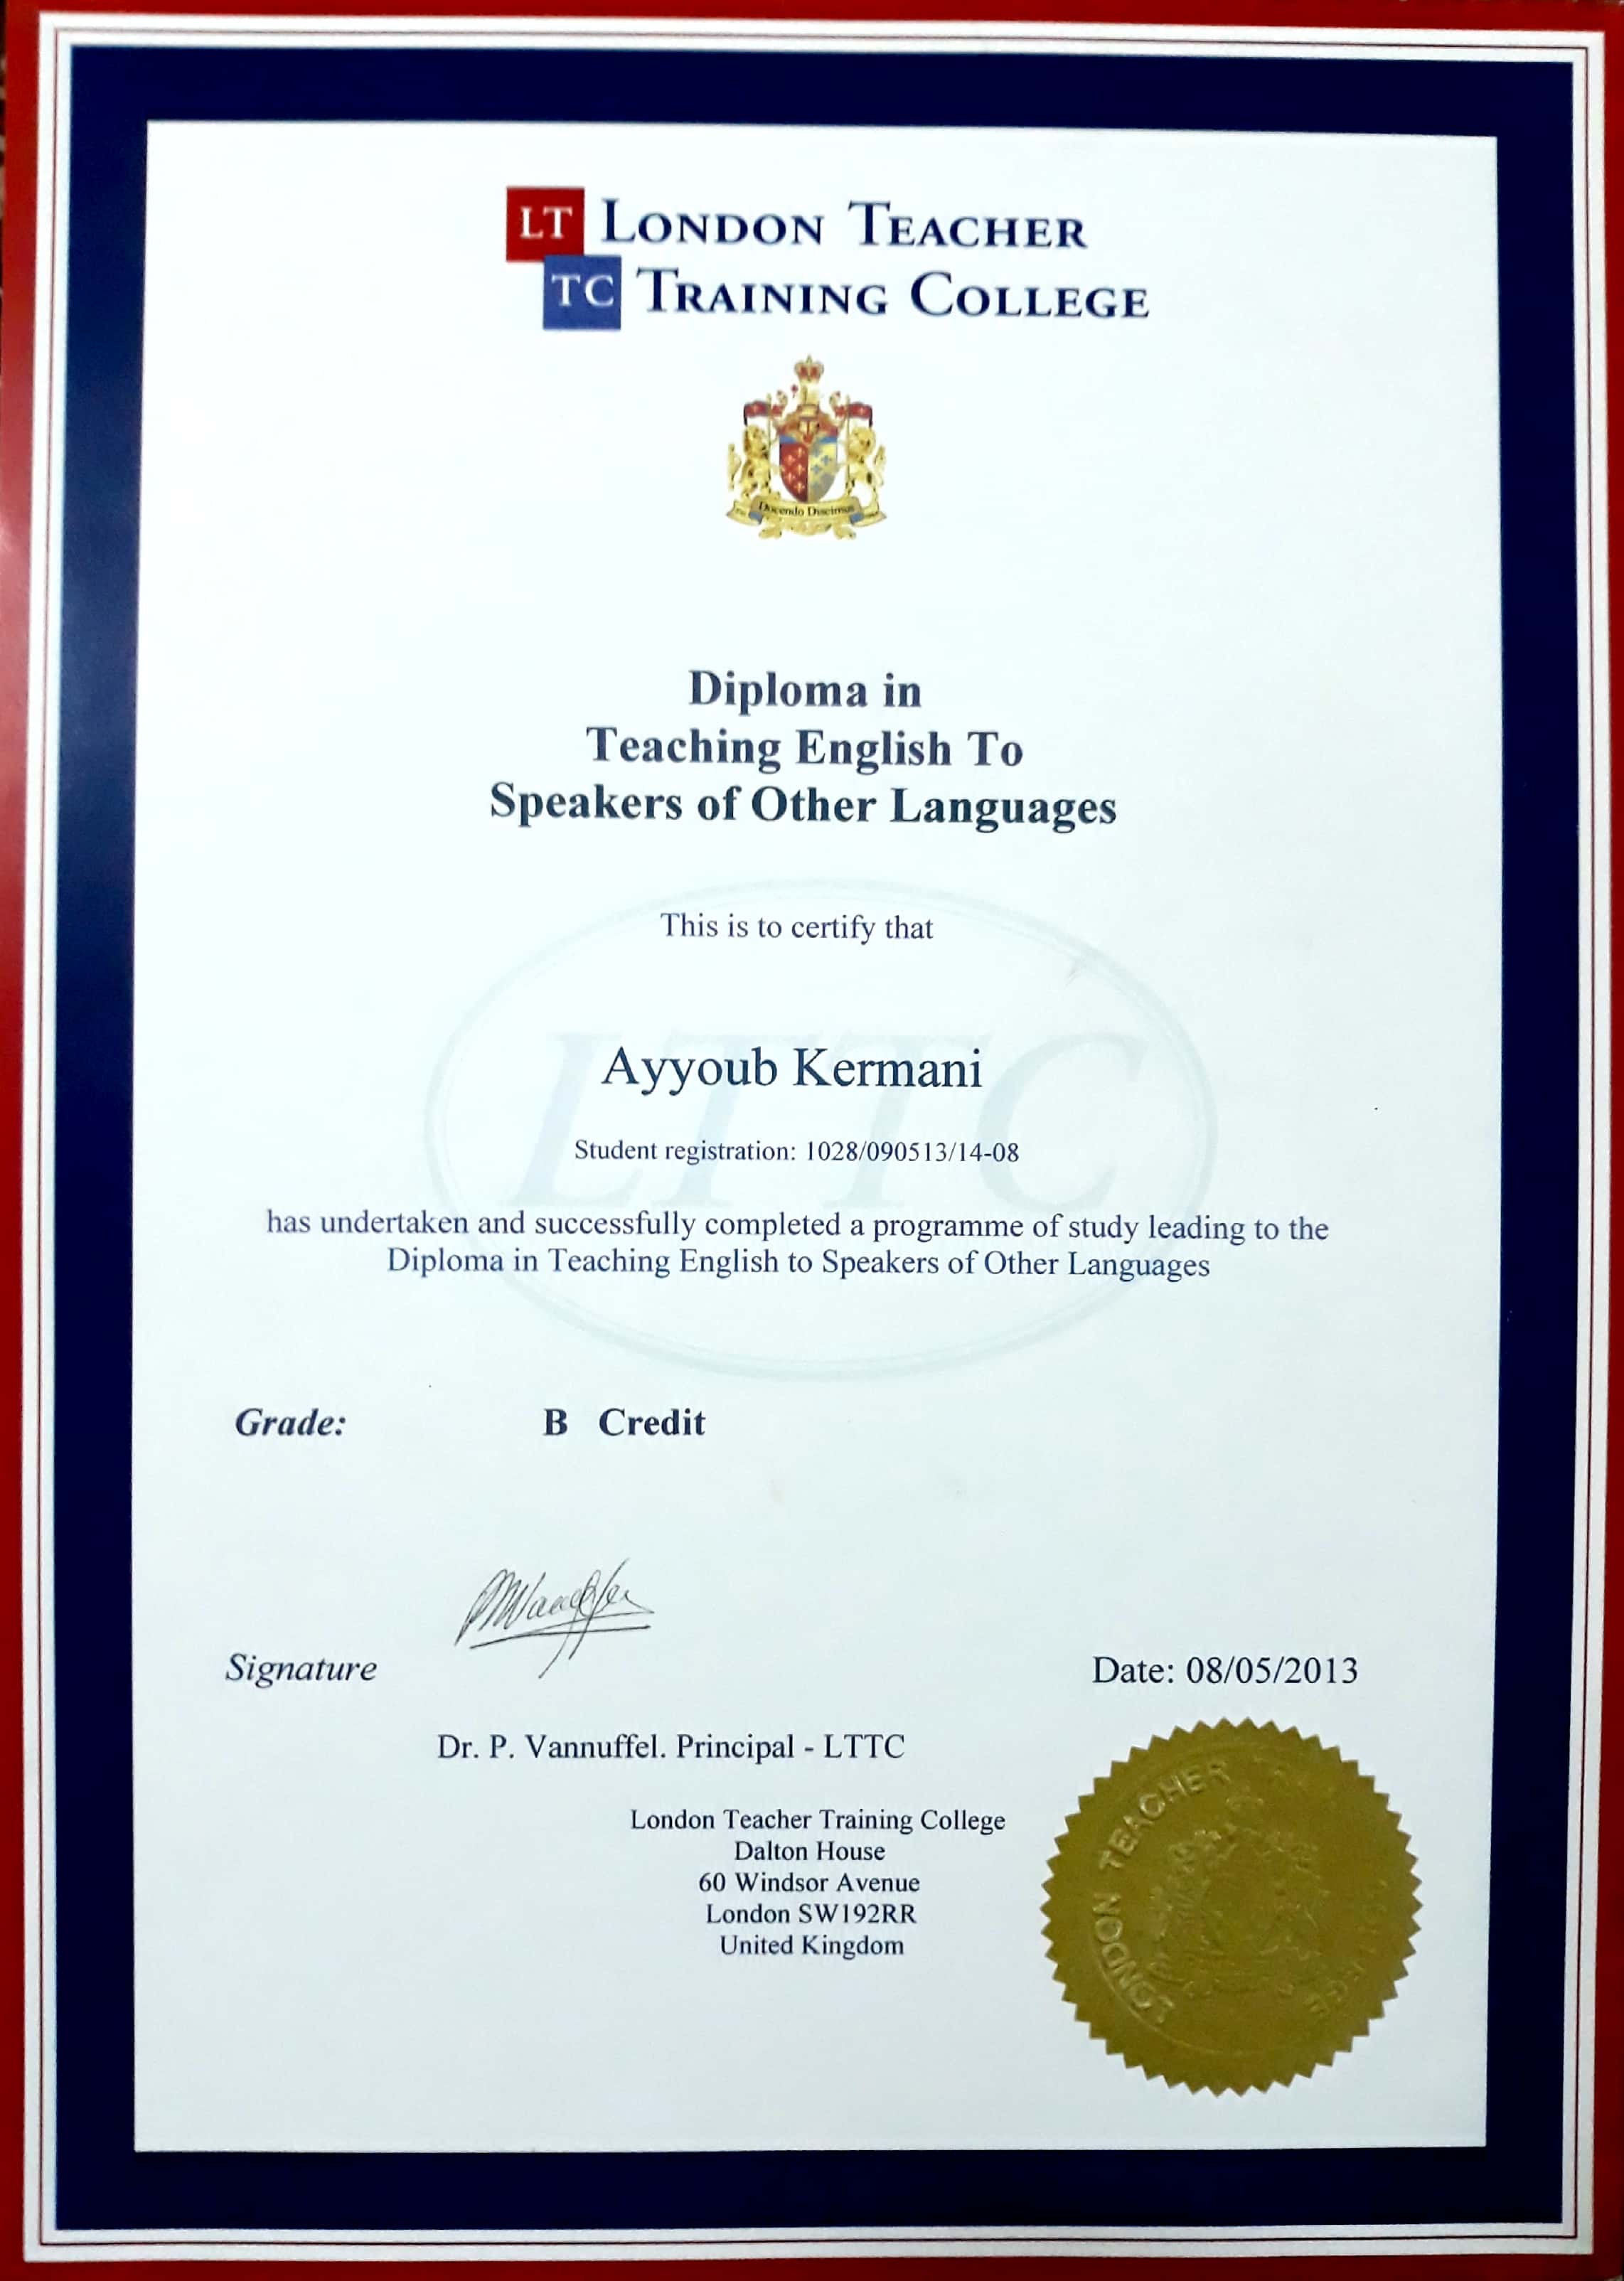 LT LONDON TEACHER
TC TRAINING COLLEGE
Docendo Discimus
Diploma in
Teaching English To
Speakers of Other Languages
LTTC
This is to certify that
Ayyoub Kermani
Student registration: 1028/090513/14-08
has undertaken and successfully completed a programme of study leading to the
Diploma in Teaching English to Speakers of Other Languages
Grade: B Credit
Signature
Date: 08/05/2013
Dr. P. Vannuffel. Principal - LTTC
London Teacher Training College
Dalton House
60 Windsor Avenue
London SW192RR
United Kingdom
LONDON TEACHER